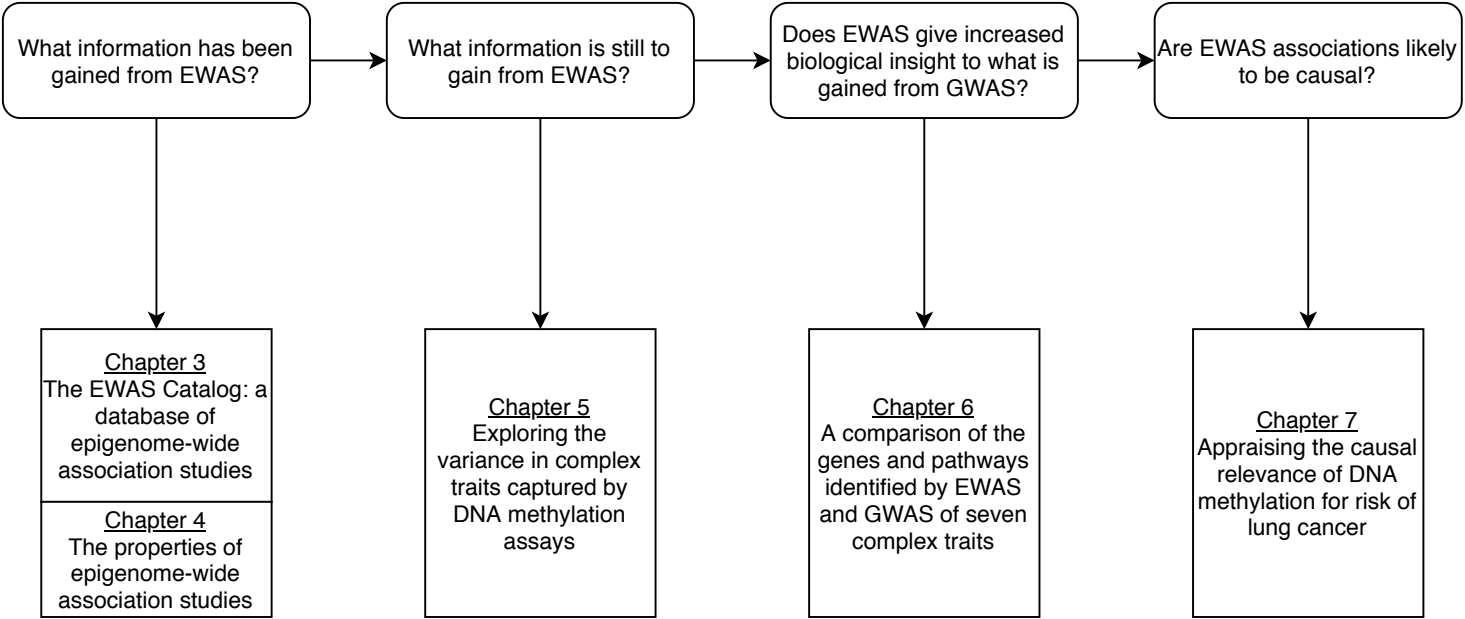 What information has been
gained from EWAS?
What information is still to
gain from EWAS?
Does EWAS give increased
biological insight to what is
gained from GWAS?
Are EWAS associations likely
to be causal?
Chapter 3
The EWAS Catalog: a
database of
epigenome-wide
association studies
Chapter 4
The properties of
epigenome-wide
association studies
Chapter 5
Exploring the
variance in complex
traits captured by
DNA methylation
assays
Chapter 6
A comparison of the
genes and pathways
identified by EWAS
and GWAS of seven
complex traits
Chapter 7
Appraising the causal
relevance of DNA
methylation for risk of
lung cancer